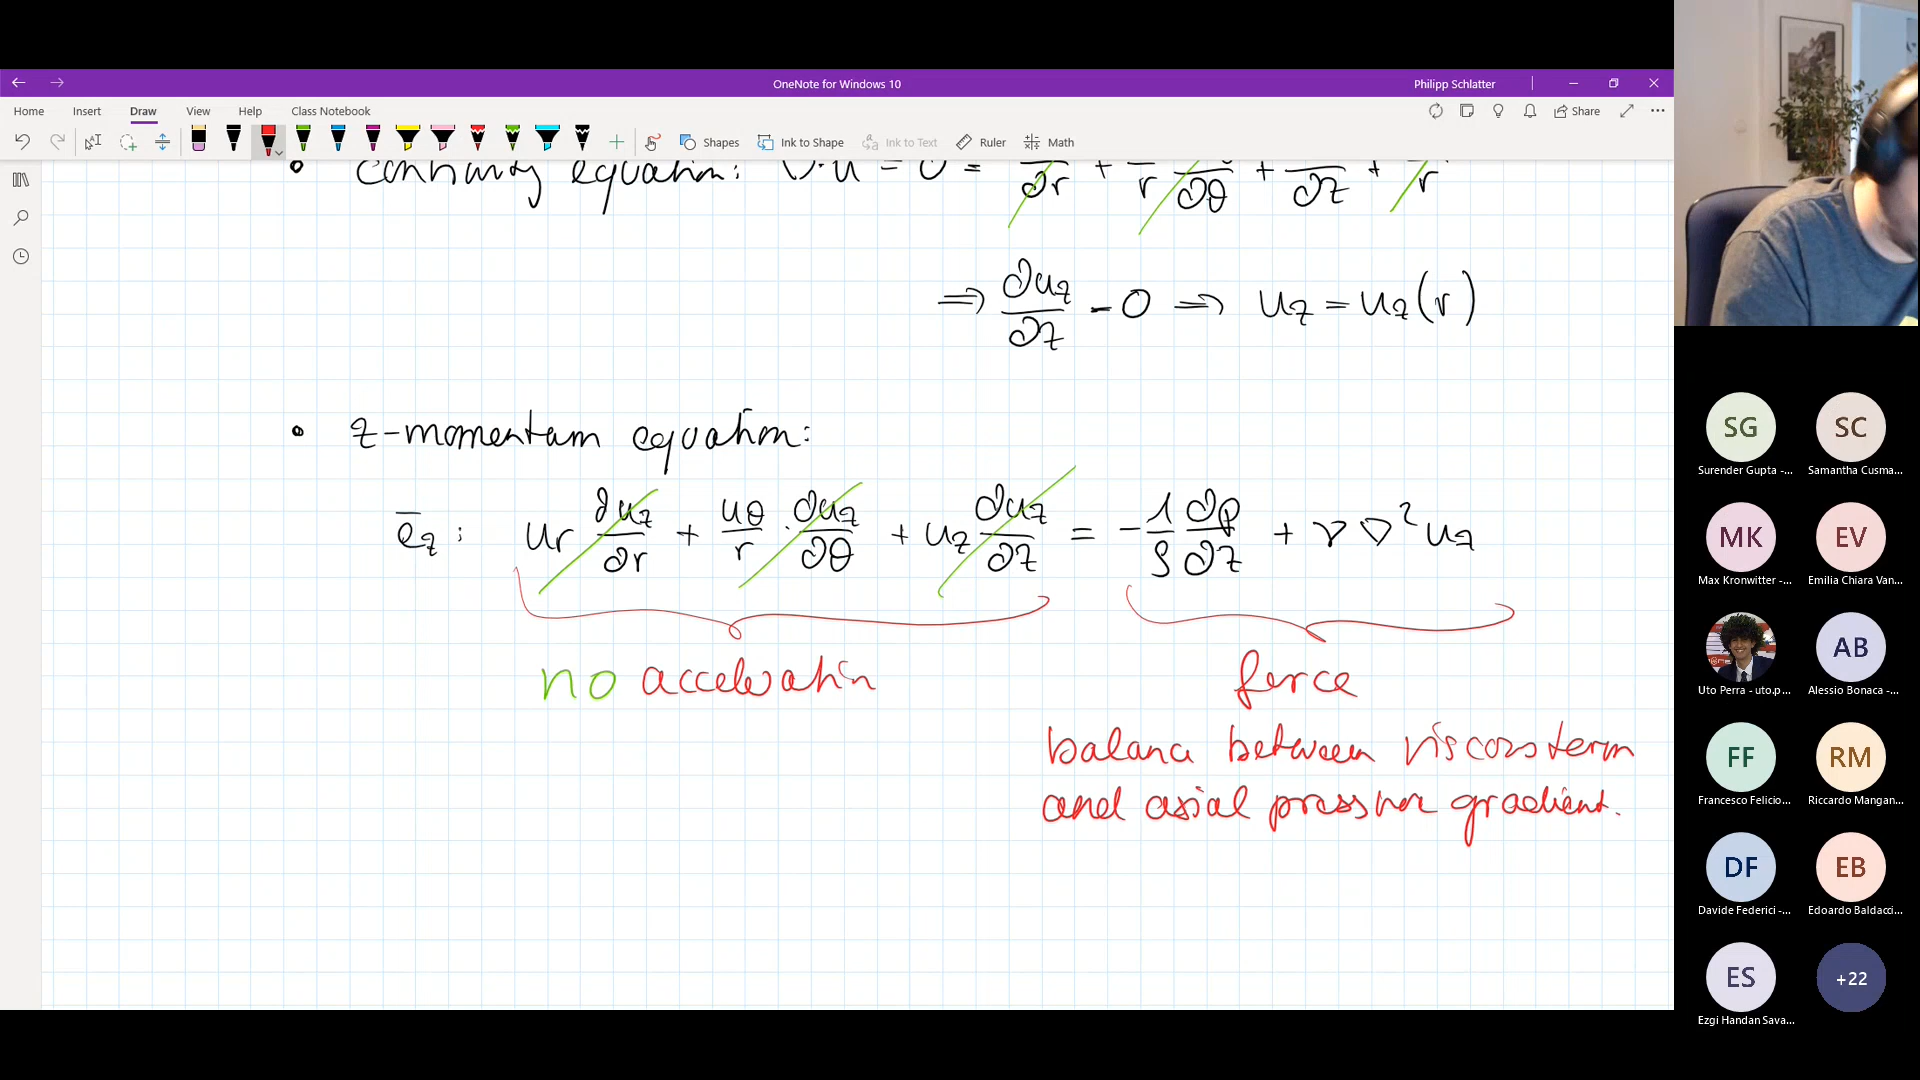 OneNote for Windows 10
Philipp Schlatter
Home Insert Draw View Help Class Notebook
Share
Shapes Ink to Shape Ink to Text Ruler Math
continuity equation: ∇·u = 0 = /∂r + /r /∂θ + /∂z + /r
⇒ ∂uz/∂z = 0 ⇒ uz = uz(r)
• z-momentum equation:
ēz : ur ∂uz/∂r + uθ/r · ∂uz/∂θ + uz ∂uz/∂z = - 1/ρ ∂p/∂z + ν ∇² uz
no acceleration
force
balance between viscous term
and axial pressure gradient.
SG SC
Surender Gupta -... Samantha Cusma...
MK EV
Max Kronwitter -... Emilia Chiara Van...
AB
Uto Perra - uto.p... Alessio Bonaca -...
FF RM
Francesco Felicio... Riccardo Mangan...
DF EB
Davide Federici -... Edoardo Baldacci...
ES +22
Ezgi Handan Sava...